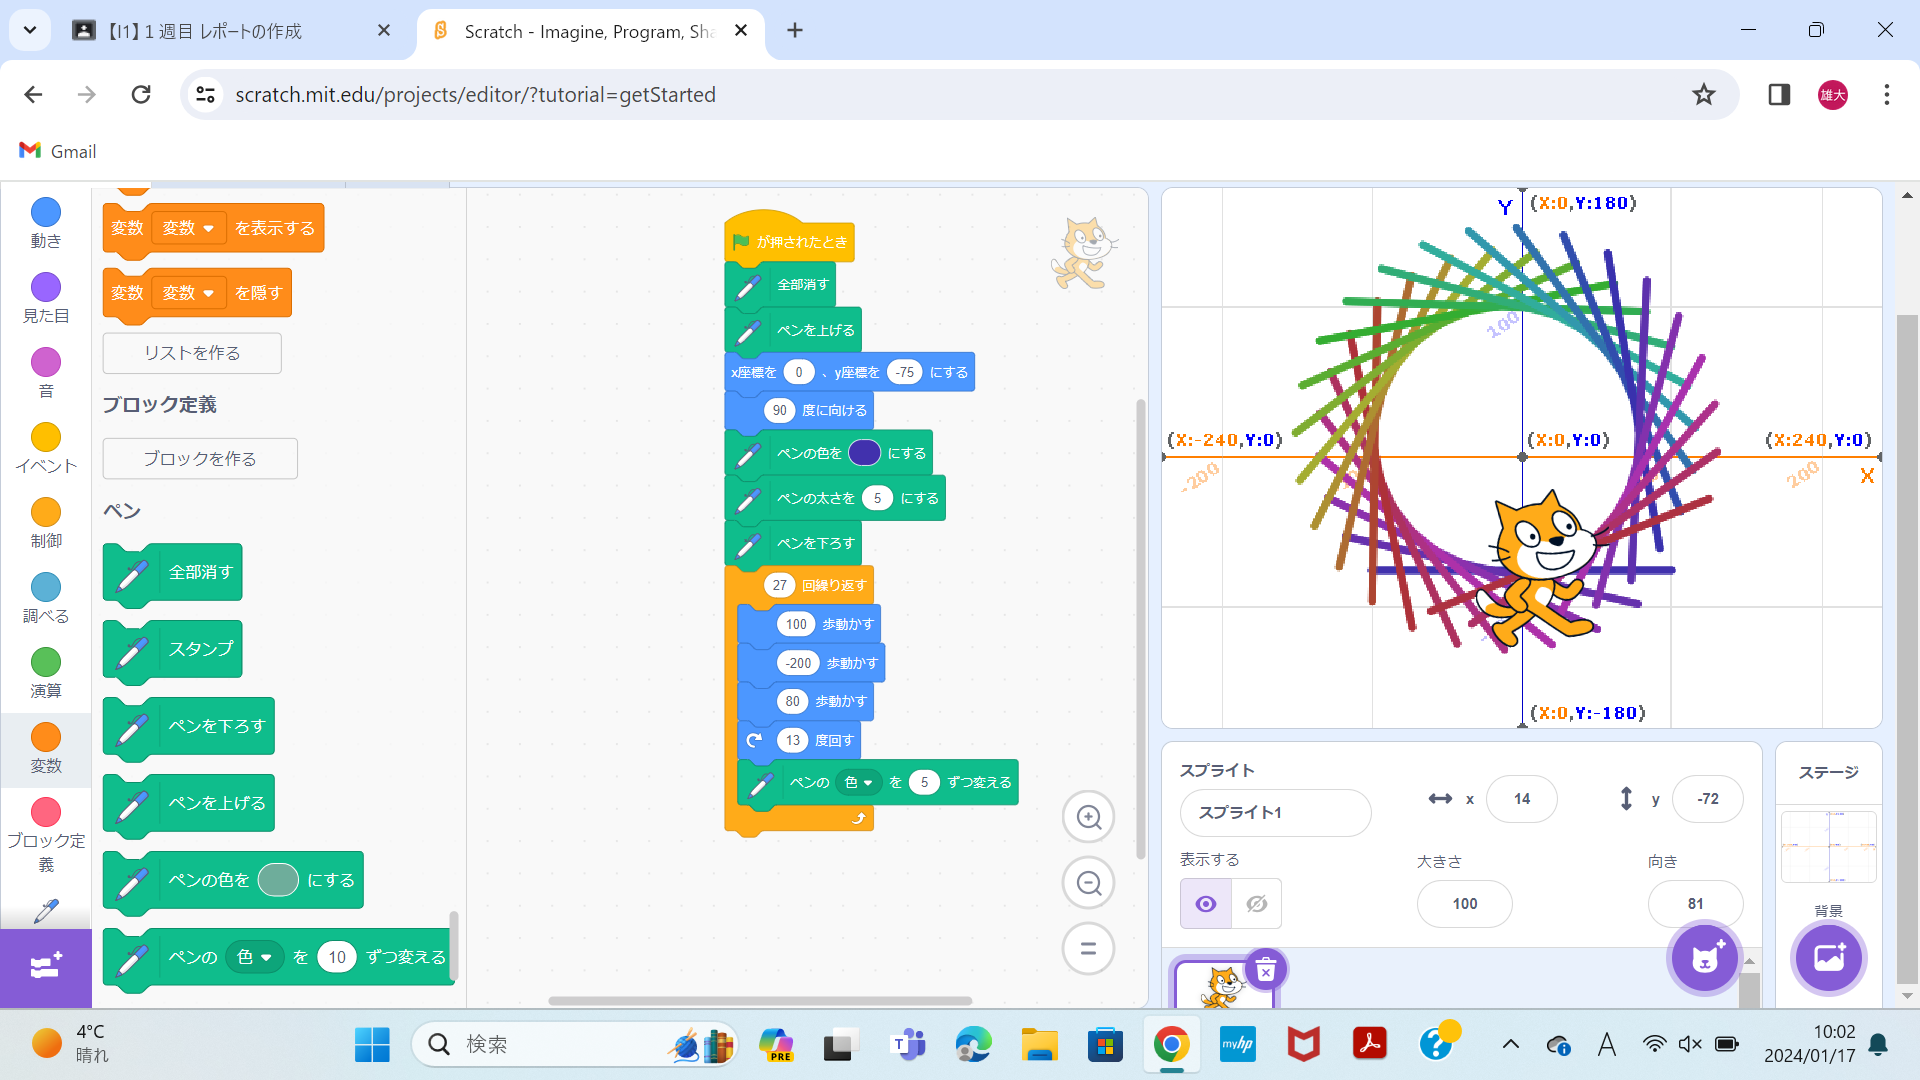 【I1】１週目 レポートの作成
Scratch - Imagine, Program, Sha
scratch.mit.edu/projects/editor/?tutorial=getStarted
雄大
Gmail
動き
見た目
音
イベント
制御
調べる
演算
変数
ブロック定
義
変数 変数 を表示する
変数 変数 を隠す
リストを作る
ブロック定義
ブロックを作る
ペン
全部消す
スタンプ
ペンを下ろす
ペンを上げる
ペンの色を にする
ペンの 色 を 10 ずつ変える
が押されたとき
全部消す
ペンを上げる
x座標を 0 、y座標を -75 にする
90 度に向ける
ペンの色を にする
ペンの太さを 5 にする
ペンを下ろす
27 回繰り返す
100 歩動かす
-200 歩動かす
80 歩動かす
13 度回す
ペンの 色 を 5 ずつ変える
Y (X:0,Y:180)
100
(X:-240,Y:0) (X:0,Y:0) (X:240,Y:0)
-200 200 X
(X:0,Y:-180)
スプライト
スプライト1
x 14
y -72
表示する
大きさ 100
向き 81
ステージ
背景
4°C
晴れ
検索
PRE
T
myhp
A
10:02
2024/01/17